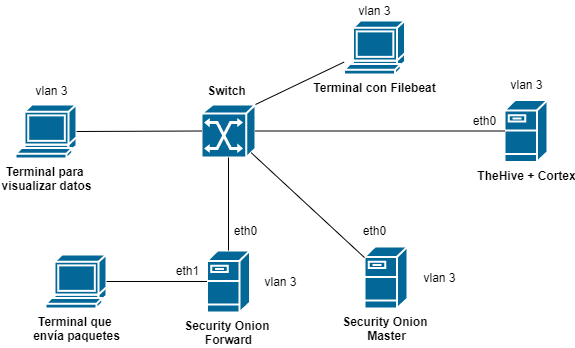 vlan 3
Switch
Terminal con Filebeat
vlan 3
vlan 3
eth0
Terminal para
visualizar datos
TheHive + Cortex
eth0
eth0
eth1
vlan 3
vlan 3
Terminal que
envía paquetes
Security Onion
Forward
Security Onion
Master